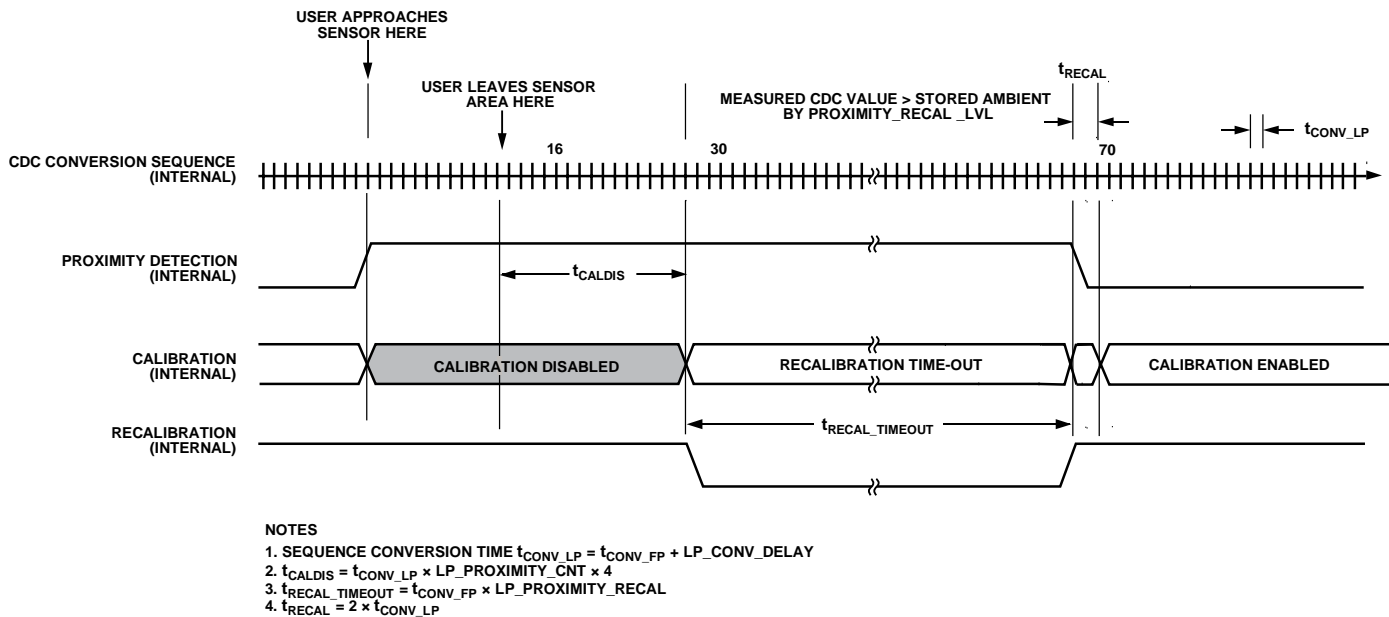 USER APPROACHES
SENSOR HERE
USER LEAVES SENSOR
AREA HERE
MEASURED CDC VALUE > STORED AMBIENT
BY PROXIMITY_RECAL _LVL
tRECAL
tCONV_LP
CDC CONVERSION SEQUENCE
(INTERNAL)
16
30
70
PROXIMITY DETECTION
(INTERNAL)
tCALDIS
CALIBRATION
(INTERNAL)
CALIBRATION DISABLED
RECALIBRATION TIME-OUT
CALIBRATION ENABLED
RECALIBRATION
(INTERNAL)
tRECAL_TIMEOUT
NOTES
1. SEQUENCE CONVERSION TIME tCONV_LP = tCONV_FP + LP_CONV_DELAY
2. tCALDIS = tCONV_LP × LP_PROXIMITY_CNT × 4
3. tRECAL_TIMEOUT = tCONV_FP × LP_PROXIMITY_RECAL
4. tRECAL = 2 × tCONV_LP